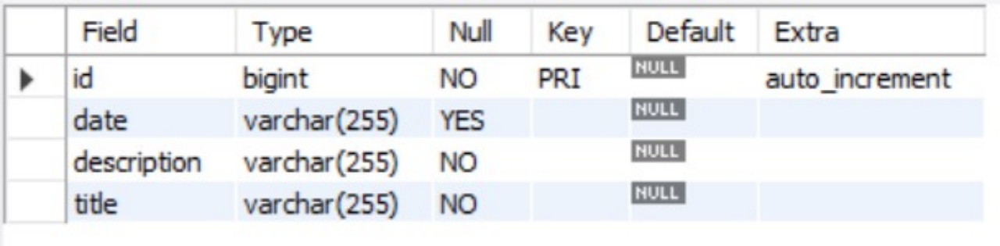 Field Type Null Key Default Extra
id bigint NO PRI NULL auto_increment
date varchar(255) YES NULL
description varchar(255) NO NULL
title varchar(255) NO NULL